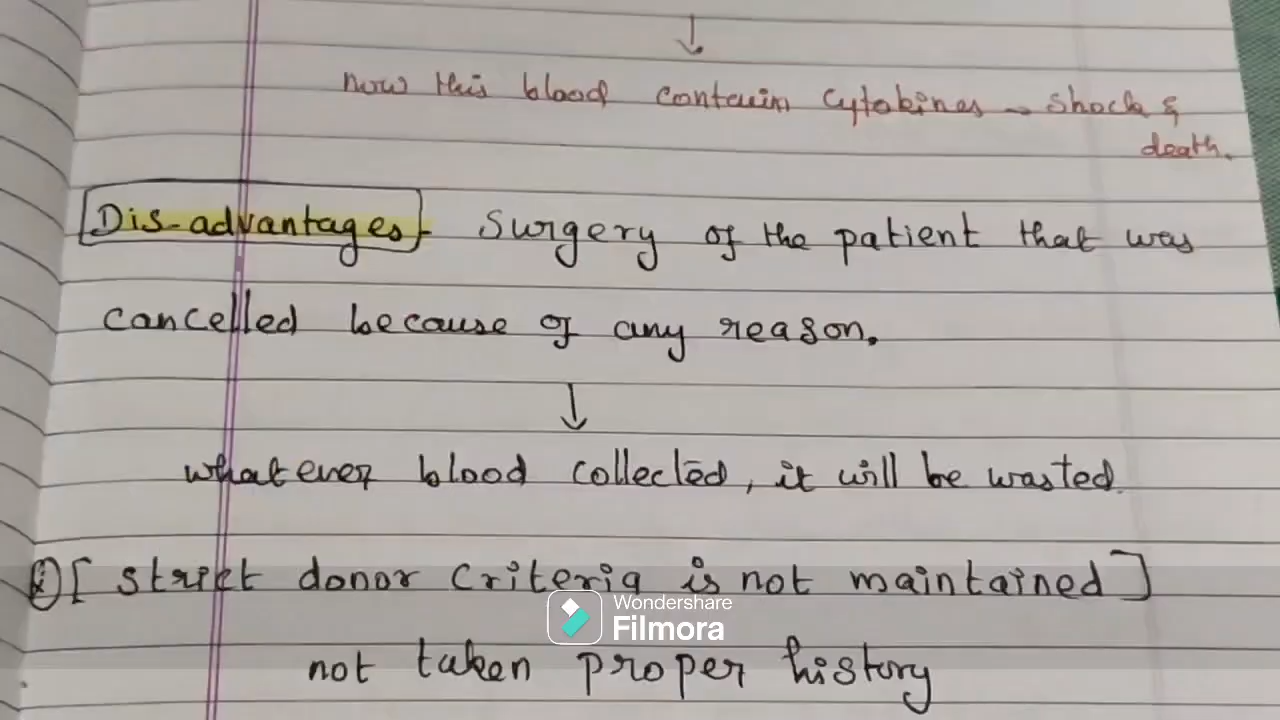 ↓
now this blood contain cytokines → shock &
death.
Dis-advantages - Surgery of the patient that was
cancelled because of any reason.
↓
whatever blood collected, it will be wasted.
[ strict donor criteria is not maintained ]
Wondershare
Filmora
not taken proper history